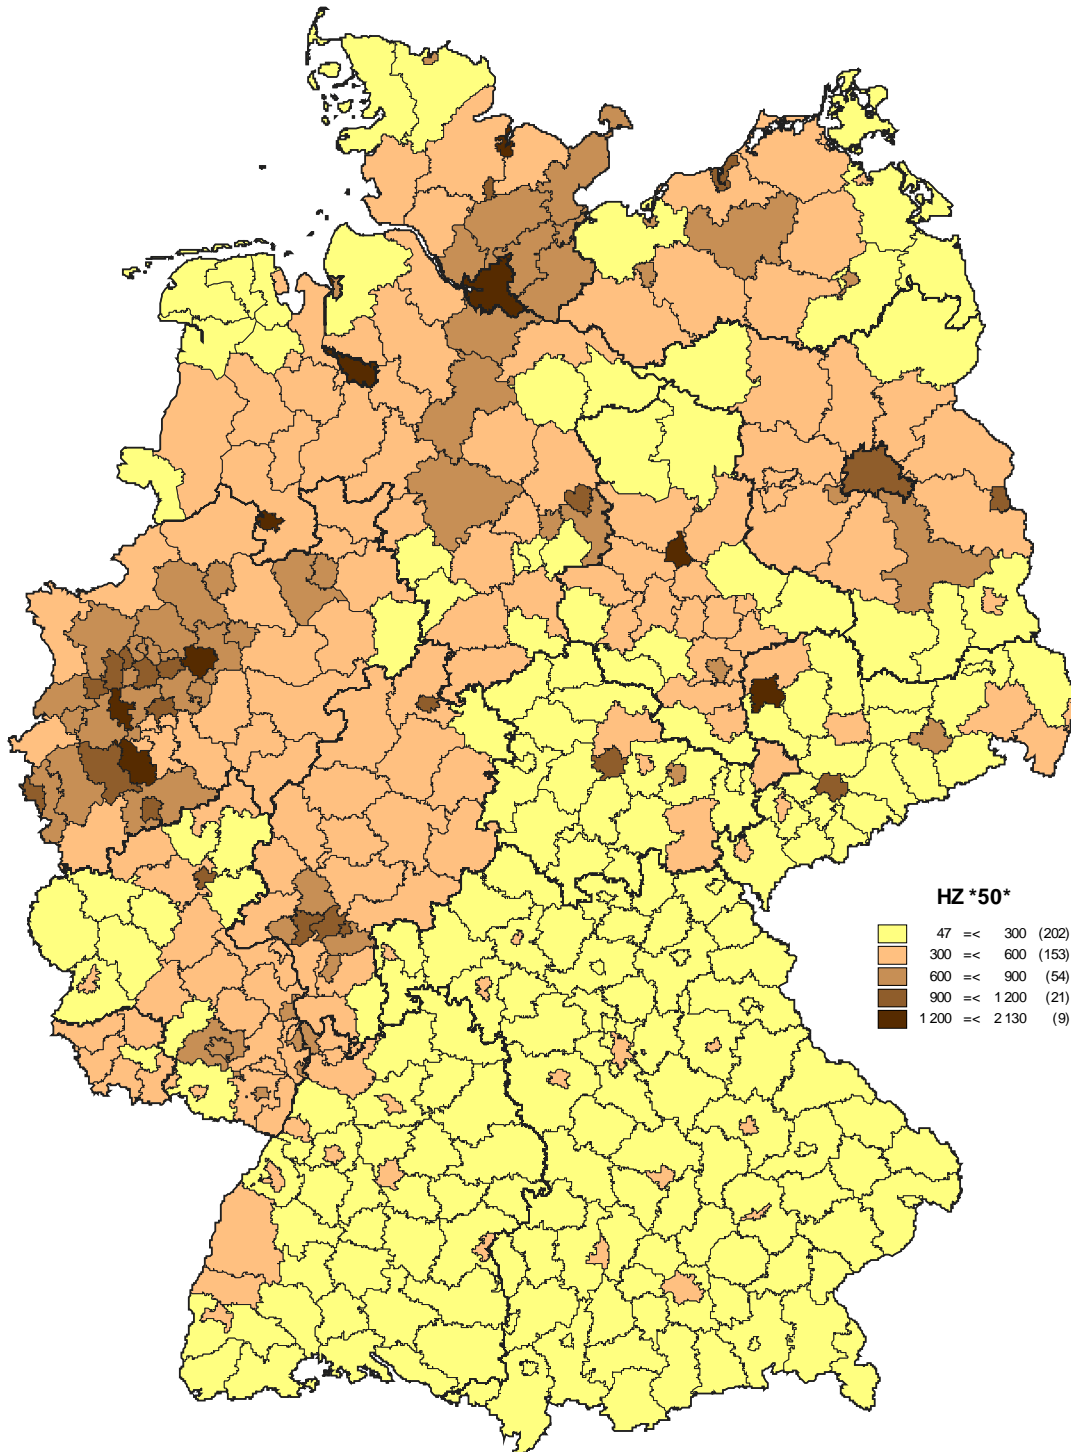 HZ *50*
47 =< 300 (202)
300 =< 600 (153)
600 =< 900 (54)
900 =< 1 200 (21)
1 200 =< 2 130 (9)